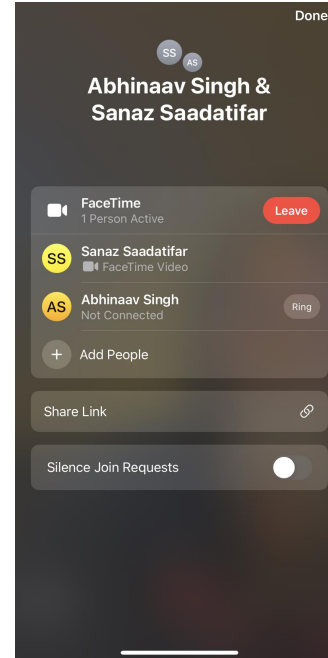 Done
SS
AS
Abhinaav Singh &
Sanaz Saadatifar
FaceTime
1 Person Active
Leave
SS
Sanaz Saadatifar
FaceTime Video
AS
Abhinaav Singh
Not Connected
Ring
+ Add People
Share Link
Silence Join Requests